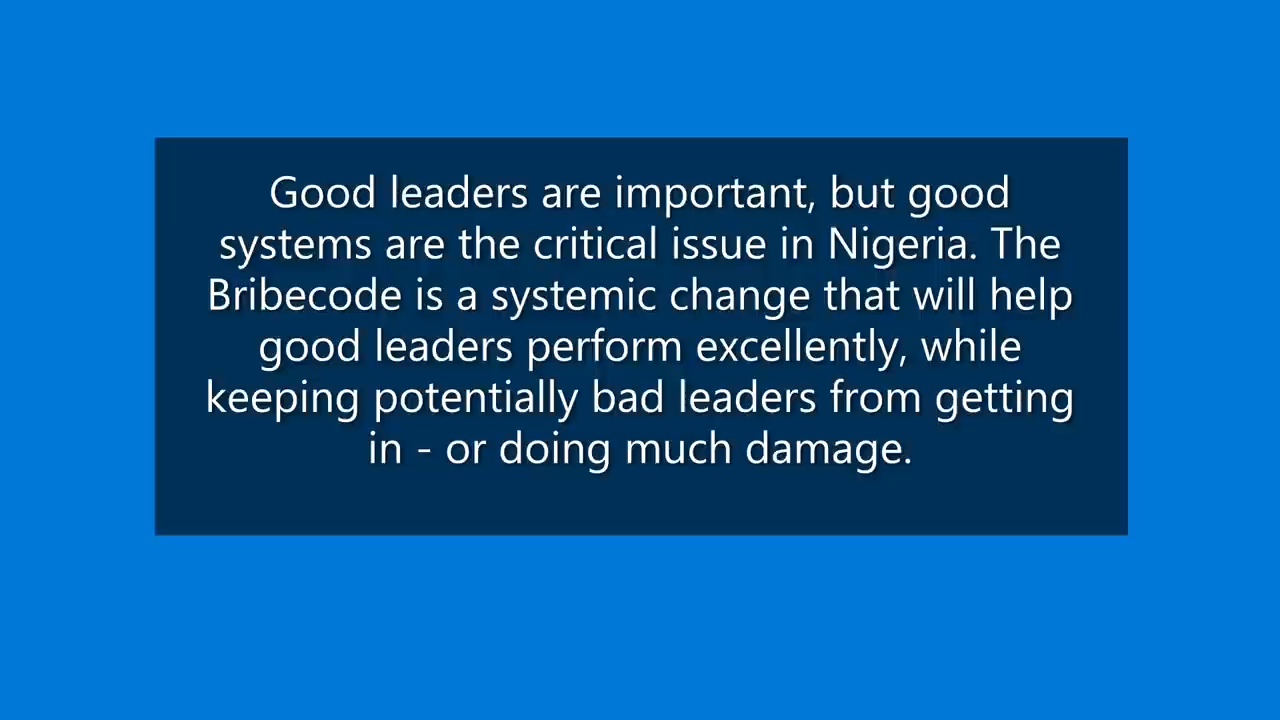 Good leaders are important, but good
systems are the critical issue in Nigeria. The
Bribecode is a systemic change that will help
good leaders perform excellently, while
keeping potentially bad leaders from getting
in - or doing much damage.